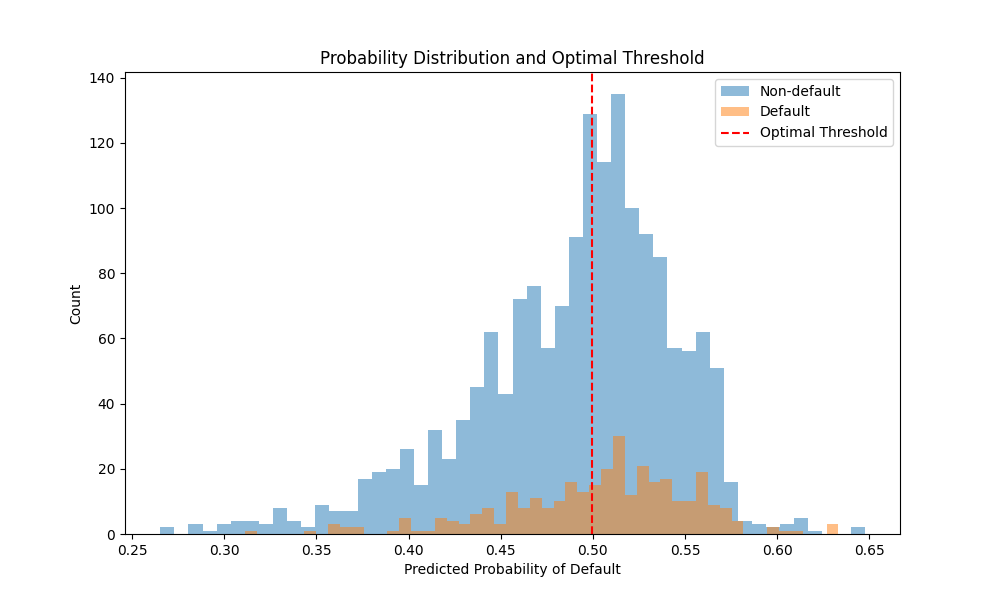 Probability Distribution and Optimal Threshold
Non-default
Default
Optimal Threshold
Count
140
120
100
80
60
40
20
0
0.25 0.30 0.35 0.40 0.45 0.50 0.55 0.60 0.65
Predicted Probability of Default